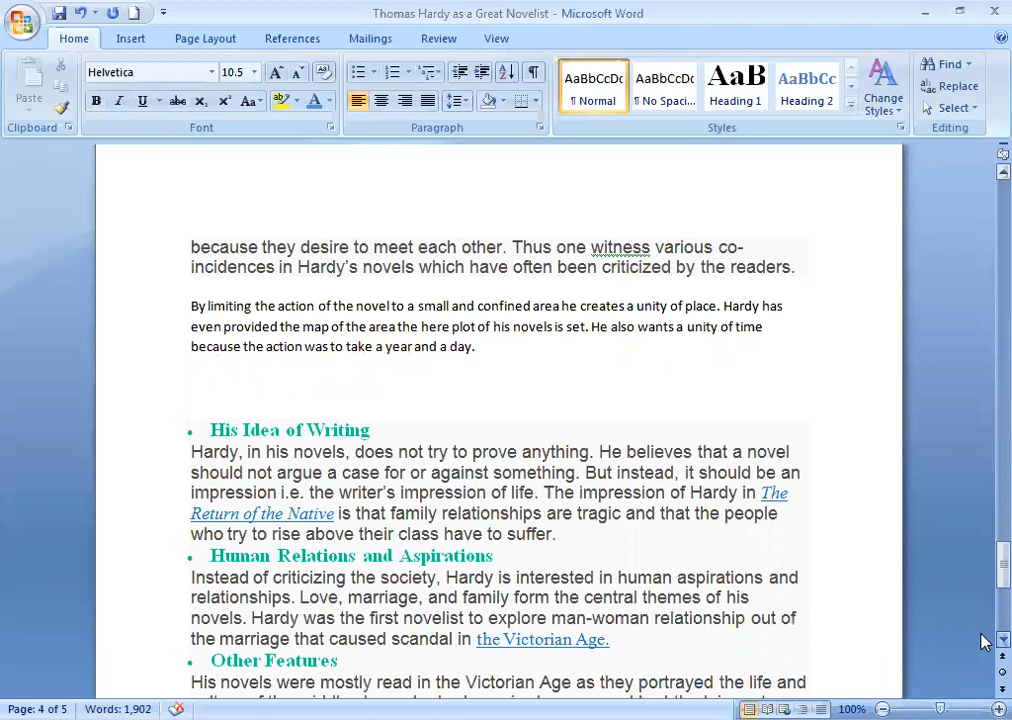 Thomas Hardy as a Great Novelist - Microsoft Word
Home Insert Page Layout References Mailings Review View
Paste
Helvetica 10.5
Clipboard Font Paragraph Styles Editing
AaBbCcDc AaBbCcDc AaB AaBbCc
¶ Normal ¶ No Spaci... Heading 1 Heading 2
Change Styles
Find
Replace
Select
because they desire to meet each other. Thus one witness various co-
incidences in Hardy's novels which have often been criticized by the readers.
By limiting the action of the novel to a small and confined area he creates a unity of place. Hardy has
even provided the map of the area the here plot of his novels is set. He also wants a unity of time
because the action was to take a year and a day.
• His Idea of Writing
Hardy, in his novels, does not try to prove anything. He believes that a novel
should not argue a case for or against something. But instead, it should be an
impression i.e. the writer's impression of life. The impression of Hardy in The
Return of the Native is that family relationships are tragic and that the people
who try to rise above their class have to suffer.
• Human Relations and Aspirations
Instead of criticizing the society, Hardy is interested in human aspirations and
relationships. Love, marriage, and family form the central themes of his
novels. Hardy was the first novelist to explore man-woman relationship out of
the marriage that caused scandal in the Victorian Age.
• Other Features
His novels were mostly read in the Victorian Age as they portrayed the life and
Page: 4 of 5 Words: 1,902 100%